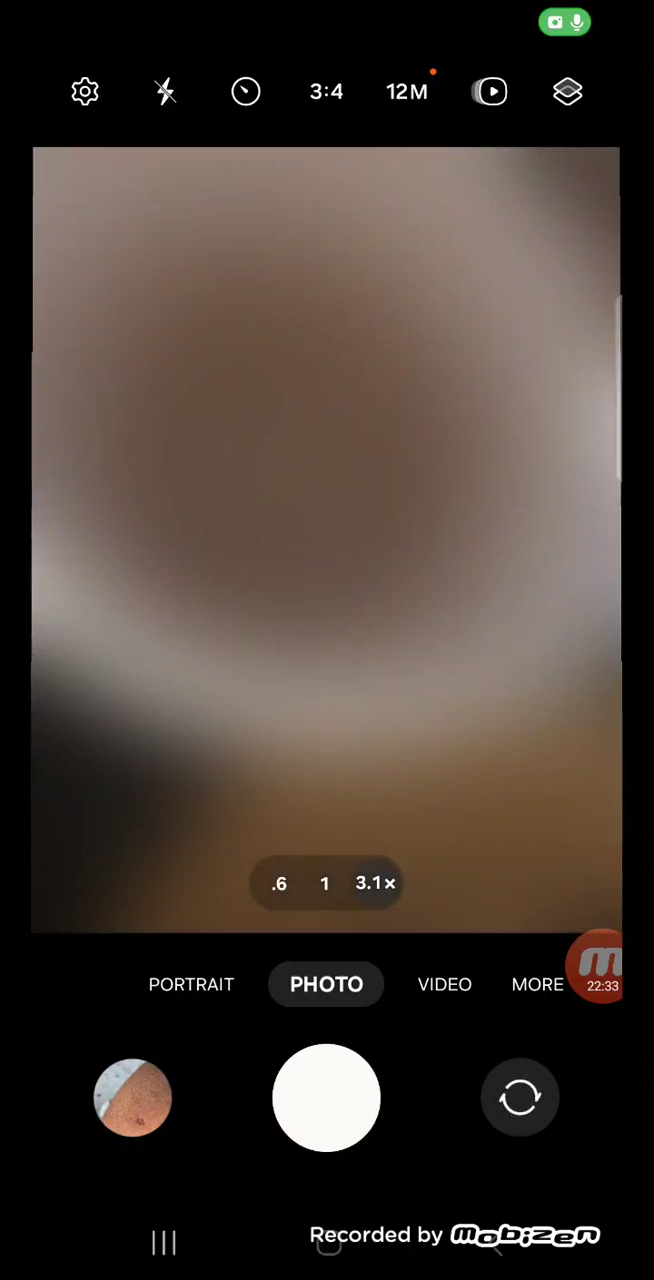 3:4 12M
.6 1 3.1×
PORTRAIT PHOTO VIDEO MORE
22:33
Recorded by mobizen